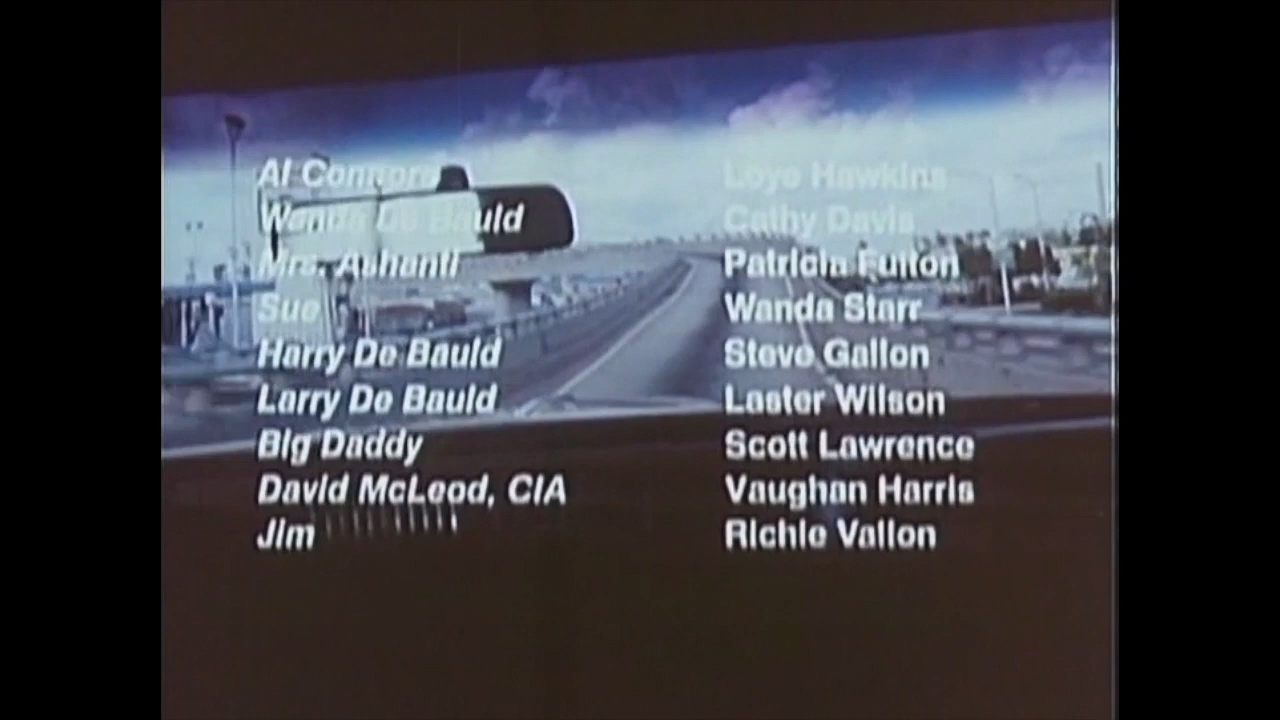 Al Connors Loye Hawkins
Wanda De Bauld Cathy Davis
Mrs. Ashanti Patricia Fulton
Sue Wanda Starr
Harry De Bauld Steve Gallon
Larry De Bauld Laster Wilson
Big Daddy Scott Lawrence
David McLeod, CIA Vaughan Harris
Jim Richie Vallon